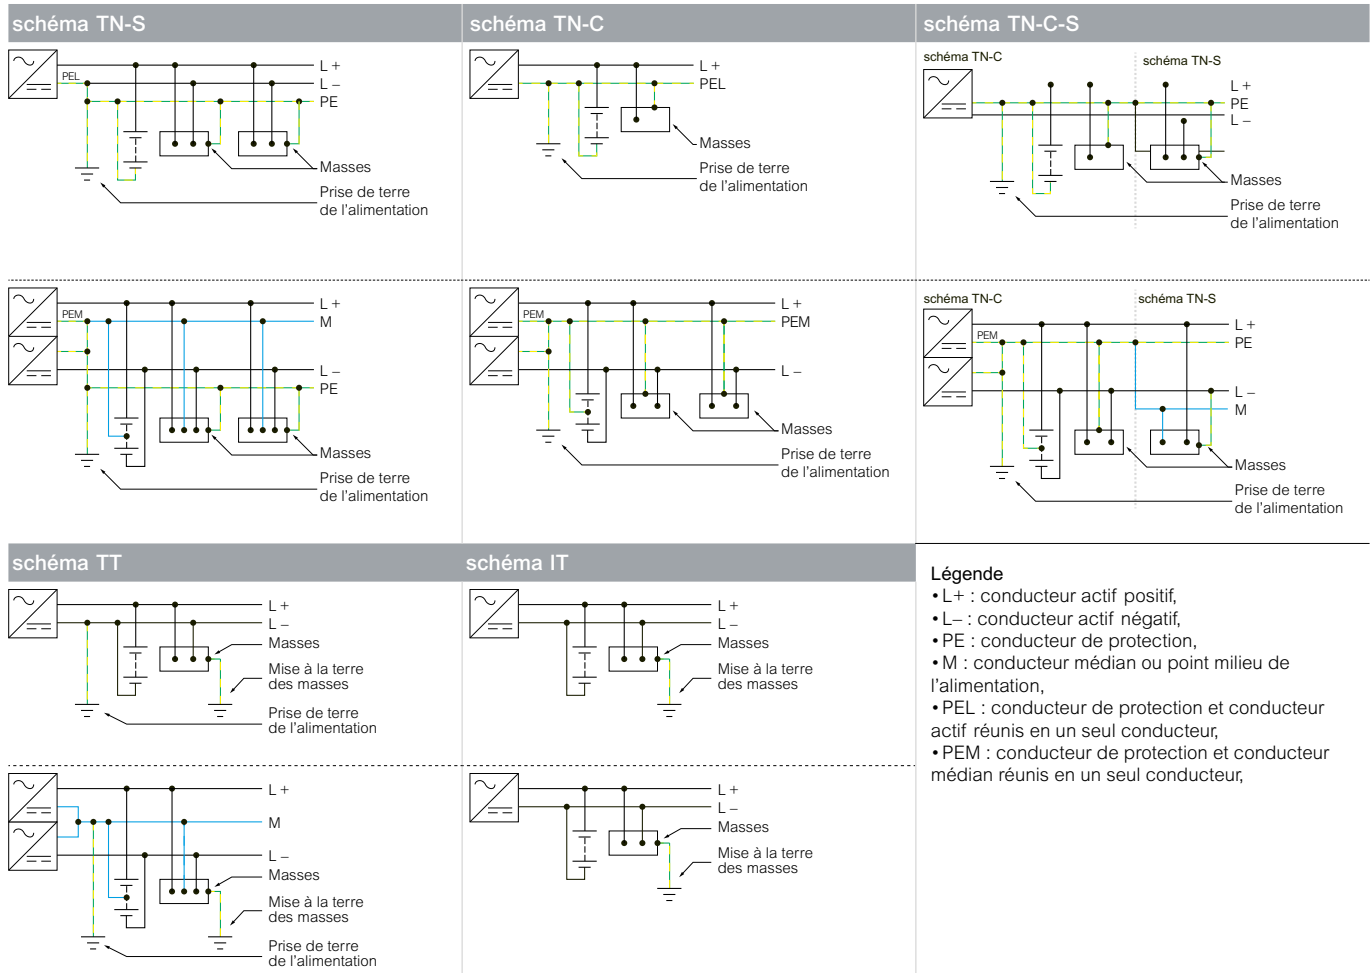 schéma TN-S
PEL
L +
L –
PE
Masses
Prise de terre
de l'alimentation
schéma TN-C
L +
PEL
Masses
Prise de terre
de l'alimentation
schéma TN-C-S
schéma TN-C
schéma TN-S
L +
PE
L –
Masses
Prise de terre
de l'alimentation
PEM
L +
M
L –
PE
Masses
Prise de terre
de l'alimentation
PEM
L +
PEM
L –
Masses
Prise de terre
de l'alimentation
schéma TN-C
schéma TN-S
PEM
L +
PE
L –
M
Masses
Prise de terre
de l'alimentation
schéma TT
L +
L –
Masses
Mise à la terre
des masses
Prise de terre
de l'alimentation
schéma IT
L +
L –
Masses
Mise à la terre
des masses
L +
M
L –
Masses
Mise à la terre
des masses
Prise de terre
de l'alimentation
L +
L –
Masses
Mise à la terre
des masses
Légende
• L+ : conducteur actif positif,
• L– : conducteur actif négatif,
• PE : conducteur de protection,
• M : conducteur médian ou point milieu de
l'alimentation,
• PEL : conducteur de protection et conducteur
actif réunis en un seul conducteur,
• PEM : conducteur de protection et conducteur
médian réunis en un seul conducteur,